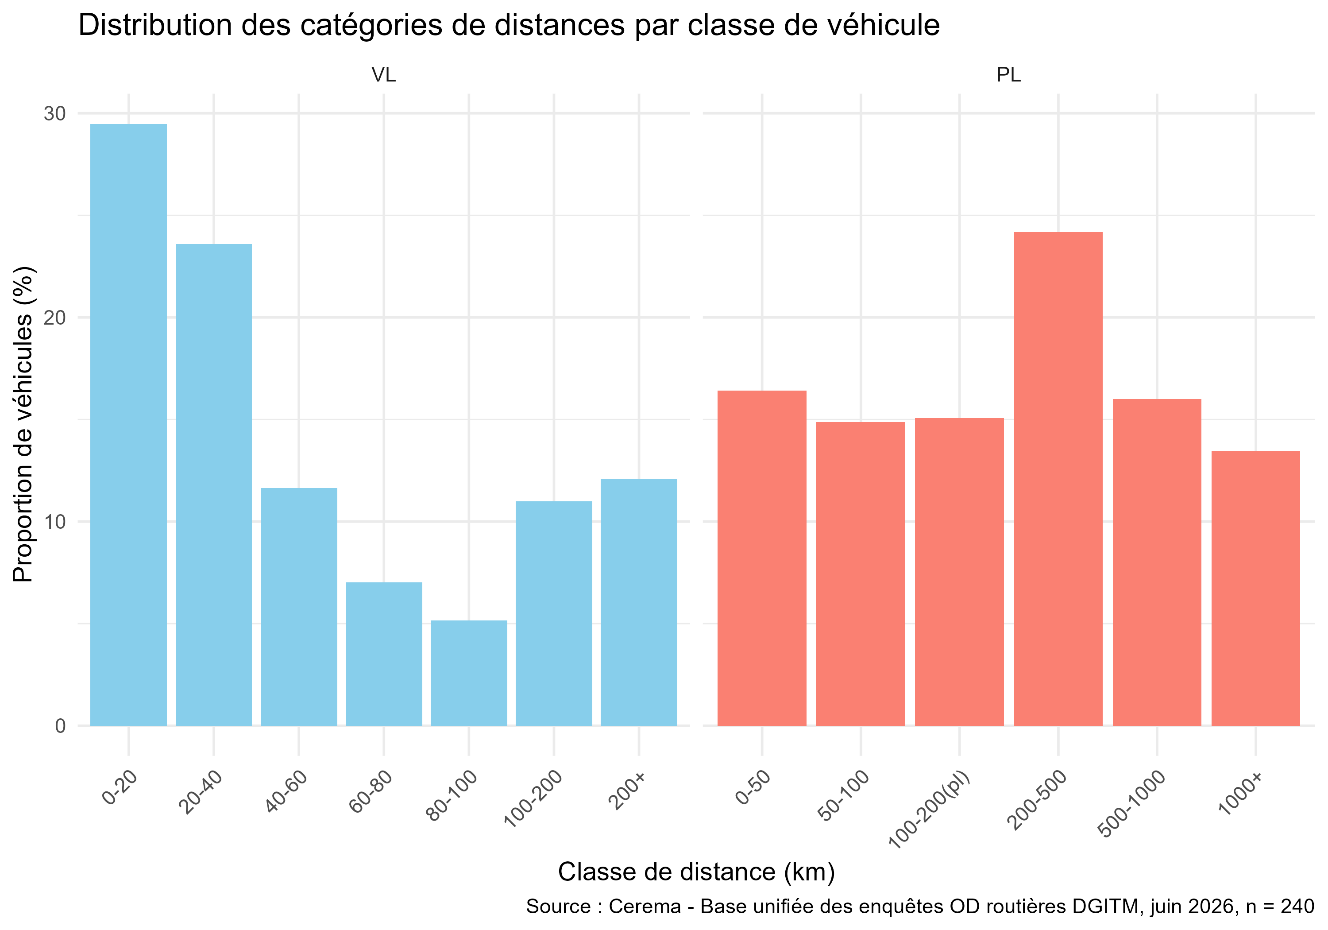 Distribution des catégories de distances par classe de véhicule
VL
PL
Proportion de véhicules (%)
30
20
10
0
0-20
20-40
40-60
60-80
80-100
100-200
200+
0-50
50-100
100-200(pl)
200-500
500-1000
1000+
Classe de distance (km)
Source : Cerema - Base unifiée des enquêtes OD routières DGITM, juin 2026, n = 240